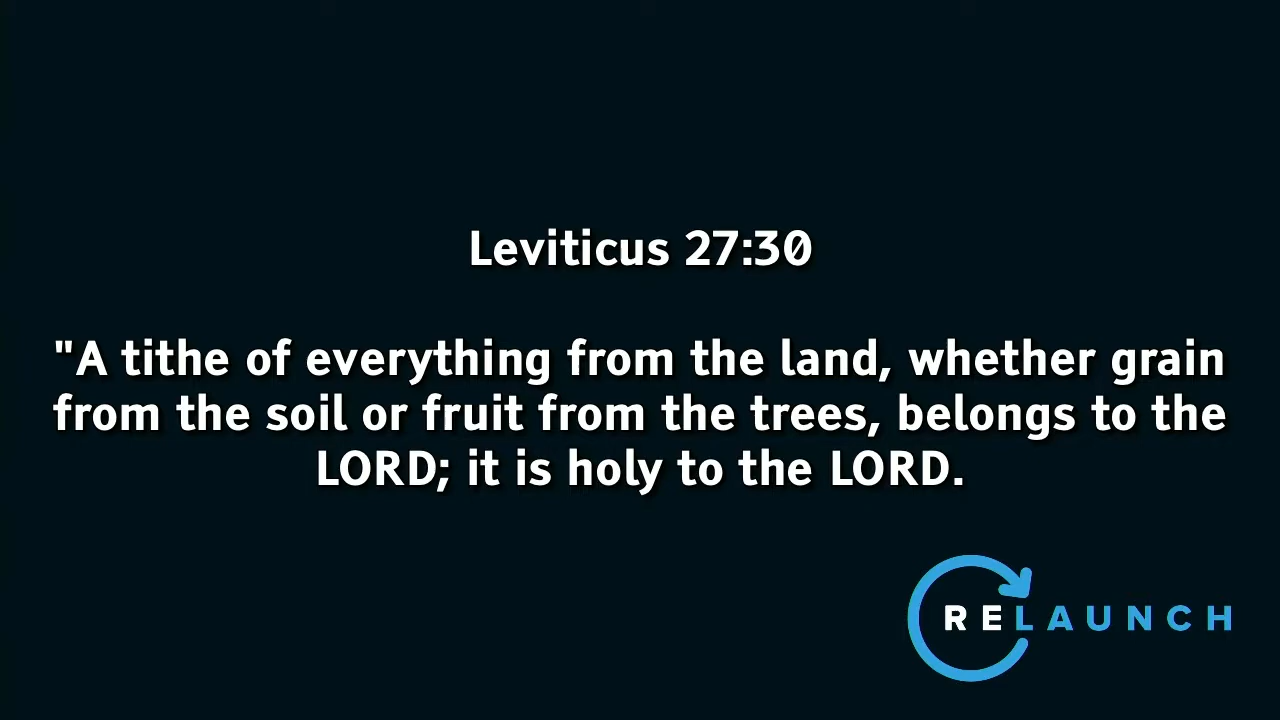 Leviticus 27:30
"A tithe of everything from the land, whether grain
from the soil or fruit from the trees, belongs to the
LORD; it is holy to the LORD.
RELAUNCH